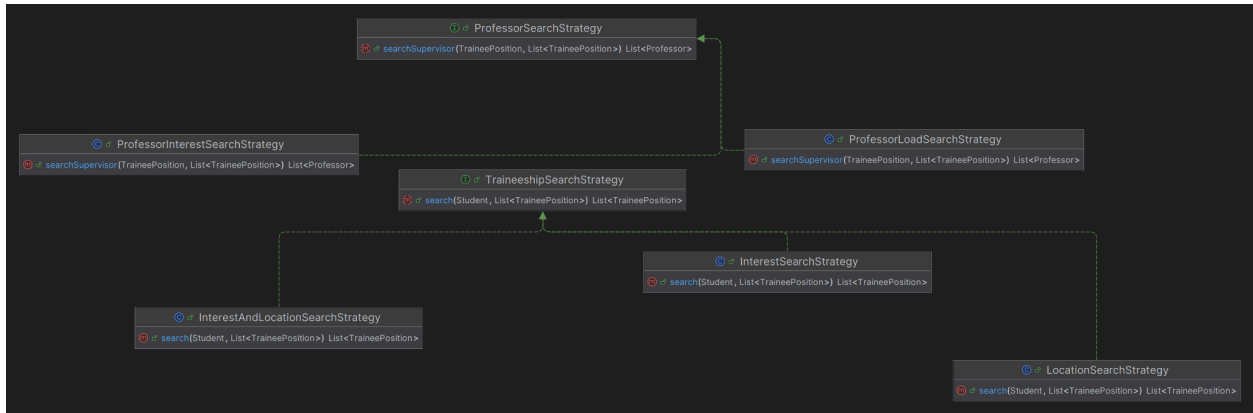 ProfessorSearchStrategy
searchSupervisor(TraineePosition, List<TraineePosition>) List<Professor>
ProfessorInterestSearchStrategy
searchSupervisor(TraineePosition, List<TraineePosition>) List<Professor>
ProfessorLoadSearchStrategy
searchSupervisor(TraineePosition, List<TraineePosition>) List<Professor>
TraineeshipSearchStrategy
search(Student, List<TraineePosition>) List<TraineePosition>
InterestSearchStrategy
search(Student, List<TraineePosition>) List<TraineePosition>
InterestAndLocationSearchStrategy
search(Student, List<TraineePosition>) List<TraineePosition>
LocationSearchStrategy
search(Student, List<TraineePosition>) List<TraineePosition>